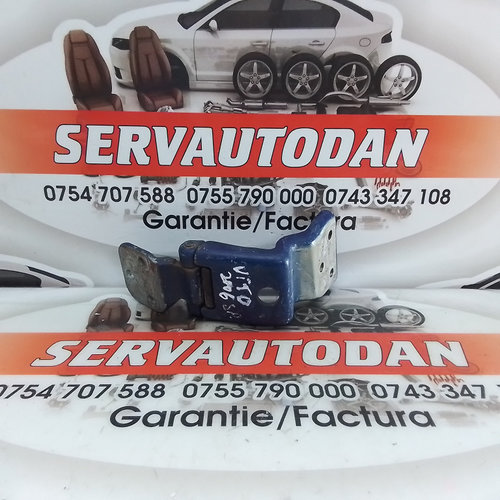 SERVAUTODAN
0754 707 588 0755 790 000 0743 347 108
Garantie/Factura
VITO
2006
SERVAUTODAN
0754 707 588 0755 790 000 0743 347
Garantie/Factura